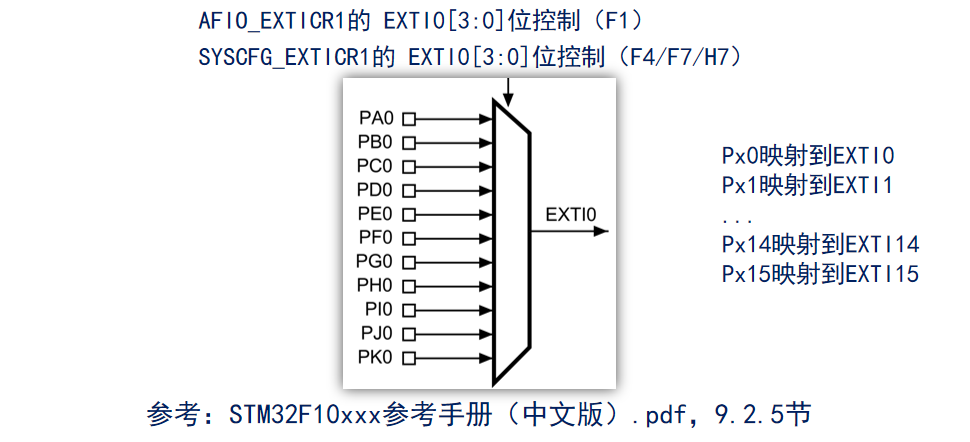 AFIO_EXTICR1的 EXTI0[3:0]位控制（F1）
SYSCFG_EXTICR1的 EXTI0[3:0]位控制（F4/F7/H7）
PA0
PB0
PC0
PD0
PE0
PF0
PG0
PH0
PI0
PJ0
PK0
EXTI0
Px0映射到EXTI0
Px1映射到EXTI1
...
Px14映射到EXTI14
Px15映射到EXTI15
参考：STM32F10xxx参考手册（中文版）.pdf，9.2.5节